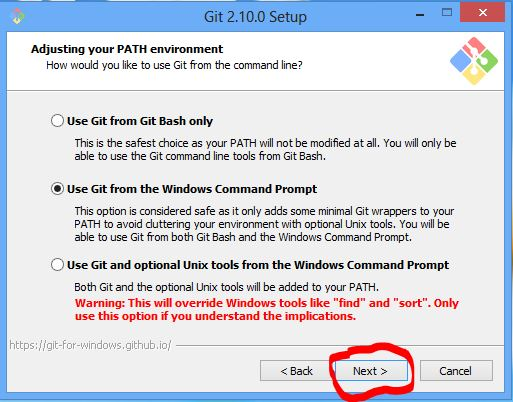 Git 2.10.0 Setup
Adjusting your PATH environment
How would you like to use Git from the command line?
Use Git from Git Bash only
This is the safest choice as your PATH will not be modified at all. You will only
be able to use the Git command line tools from Git Bash.
Use Git from the Windows Command Prompt
This option is considered safe as it only adds some minimal Git wrappers to your
PATH to avoid cluttering your environment with optional Unix tools. You will be
able to use Git from both Git Bash and the Windows Command Prompt.
Use Git and optional Unix tools from the Windows Command Prompt
Both Git and the optional Unix tools will be added to your PATH.
Warning: This will override Windows tools like "find" and "sort". Only
use this option if you understand the implications.
https://git-for-windows.github.io/
< Back Next > Cancel